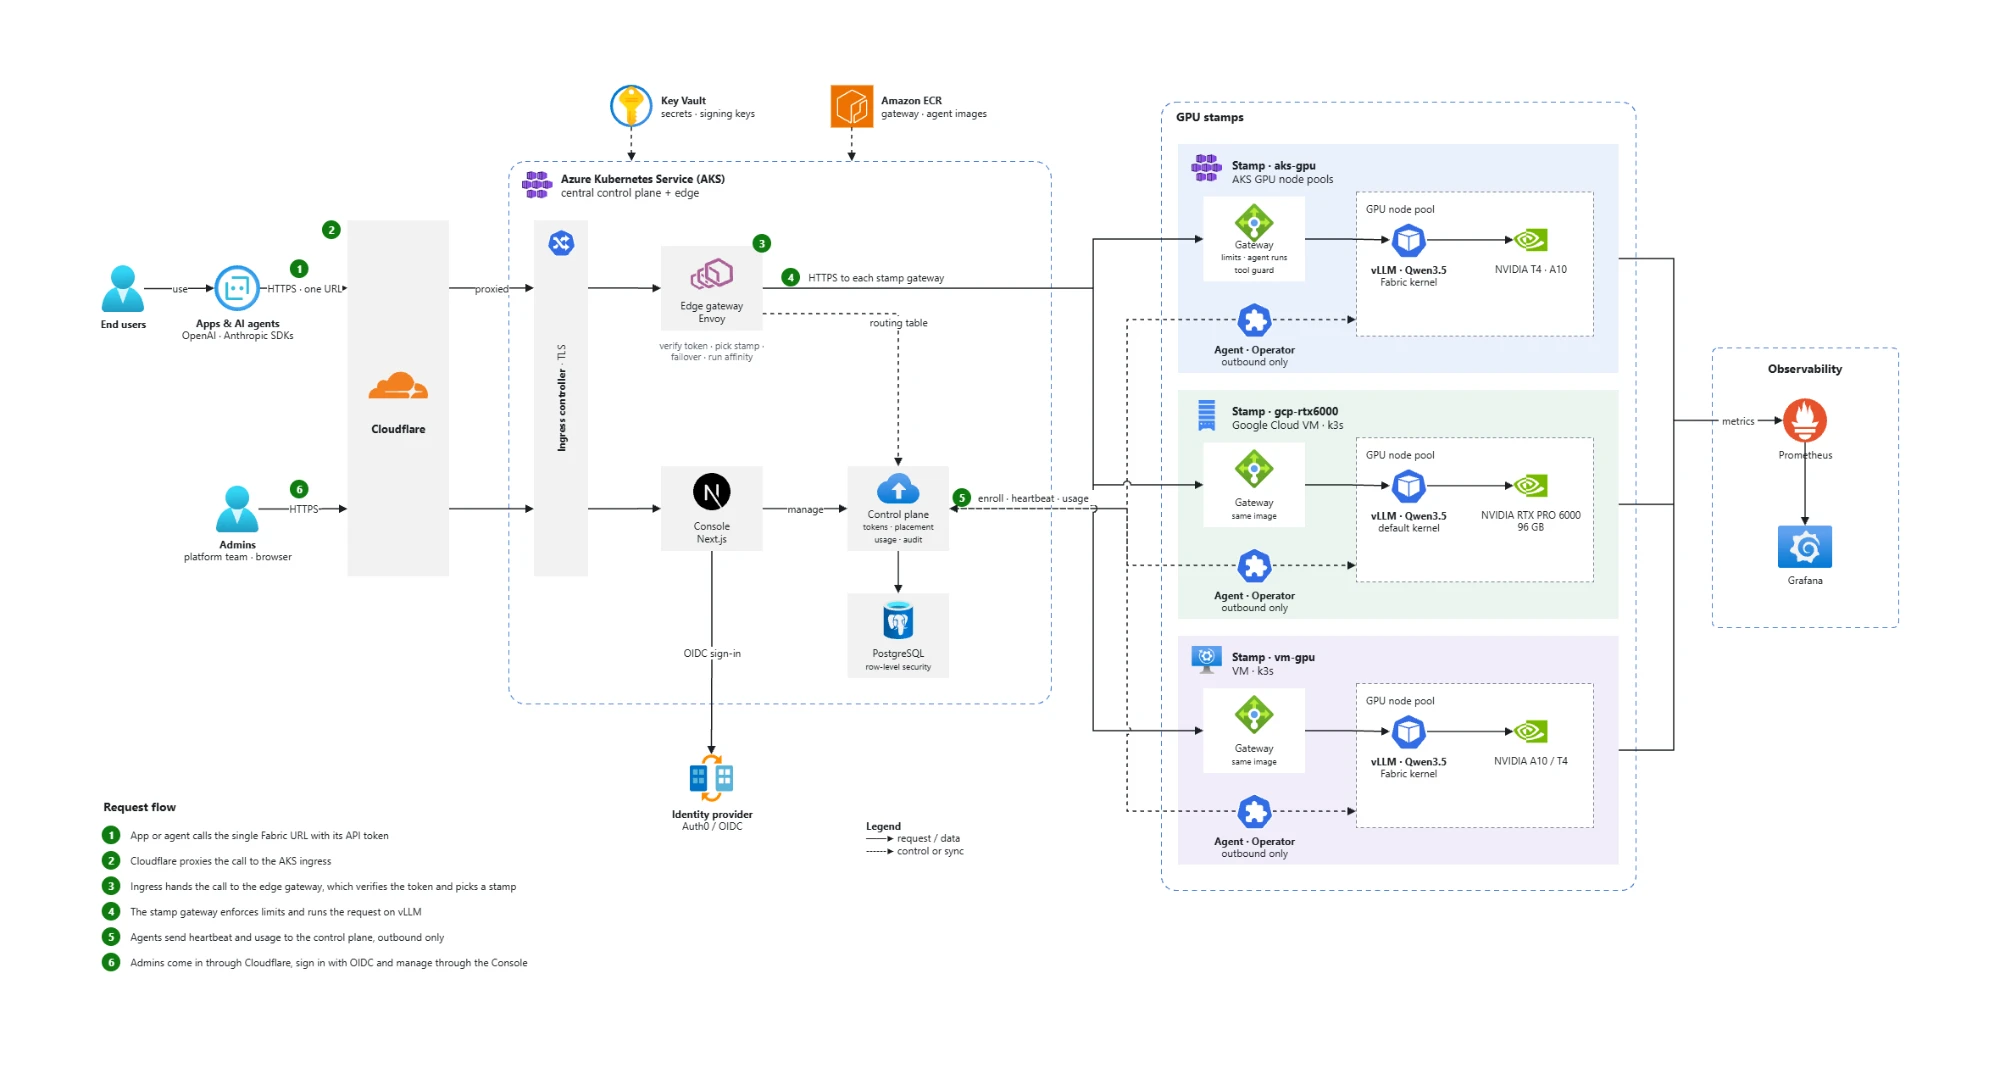 Key Vault
secrets · signing keys
Amazon ECR
gateway · agent images
Azure Kubernetes Service (AKS)
central control plane + edge
2
1
End users
use
HTTPS · one URL
Apps & AI agents
OpenAI · Anthropic SDKs
Cloudflare
proxied
Ingress controller · TLS
3
Edge gateway
Envoy
verify token · pick stamp ·
failover · run affinity
4
HTTPS to each stamp gateway
routing table
6
HTTPS
Admins
platform team · browser
N
Console
Next.js
manage
Control plane
tokens · placement
usage · audit
5
enroll · heartbeat · usage
PostgreSQL
row-level security
OIDC sign-in
Identity provider
Auth0 / OIDC
GPU stamps
Stamp · aks-gpu
AKS GPU node pools
Gateway
limits · agent runs
tool guard
GPU node pool
vLLM · Qwen3.5
Fabric kernel
NVIDIA T4 · A10
Agent · Operator
outbound only
Stamp · gcp-rtx6000
Google Cloud VM · k3s
Gateway
same image
GPU node pool
vLLM · Qwen3.5
default kernel
NVIDIA RTX PRO 6000
96 GB
Agent · Operator
outbound only
Stamp · vm-gpu
VM · k3s
Gateway
same image
GPU node pool
vLLM · Qwen3.5
Fabric kernel
NVIDIA A10 / T4
Agent · Operator
outbound only
metrics
Observability
Prometheus
Grafana
Request flow
1 App or agent calls the single Fabric URL with its API token
2 Cloudflare proxies the call to the AKS ingress
3 Ingress hands the call to the edge gateway, which verifies the token and picks a stamp
4 The stamp gateway enforces limits and runs the request on vLLM
5 Agents send heartbeat and usage to the control plane, outbound only
6 Admins come in through Cloudflare, sign in with OIDC and manage through the Console
Legend
request / data
control or sync